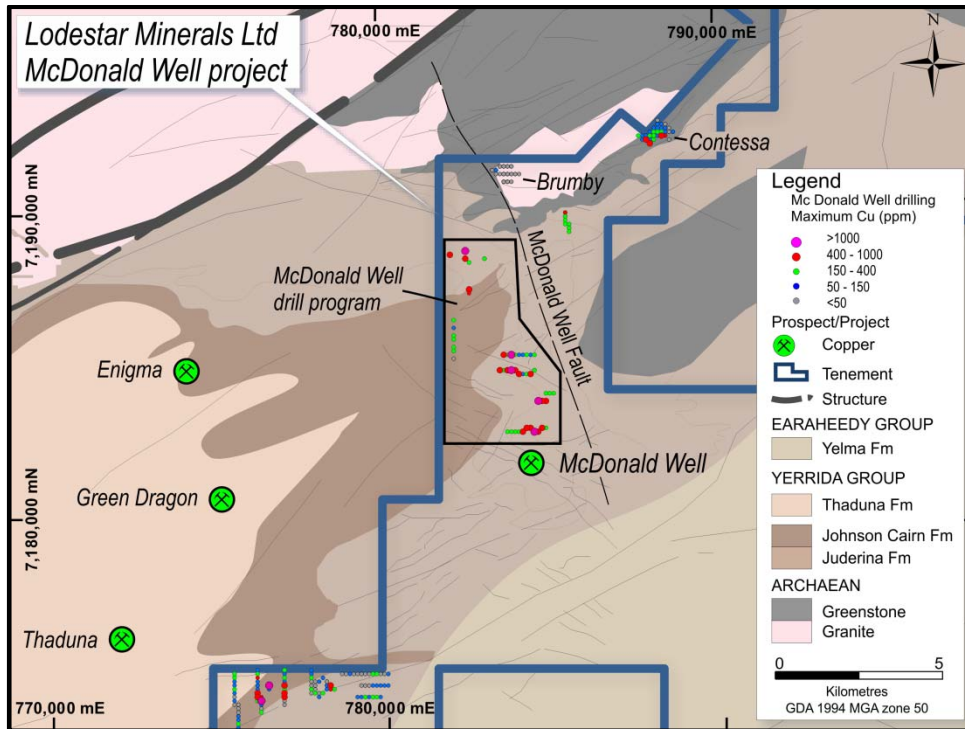 Lodestar Minerals Ltd
McDonald Well project
780,000 mE
790,000 mE
N
Contessa
Brumby
7,190,000 mN
McDonald Well
drill program
McDonald Well Fault
Enigma
McDonald Well
Green Dragon
7,180,000 mN
Thaduna
770,000 mE
780,000 mE
Legend
Mc Donald Well drilling
Maximum Cu (ppm)
>1000
400 - 1000
150 - 400
50 - 150
<50
Prospect/Project
Copper
Tenement
Structure
EARAHEEDY GROUP
Yelma Fm
YERRIDA GROUP
Thaduna Fm
Johnson Cairn Fm
Juderina Fm
ARCHAEAN
Greenstone
Granite
0 5
Kilometres
GDA 1994 MGA zone 50